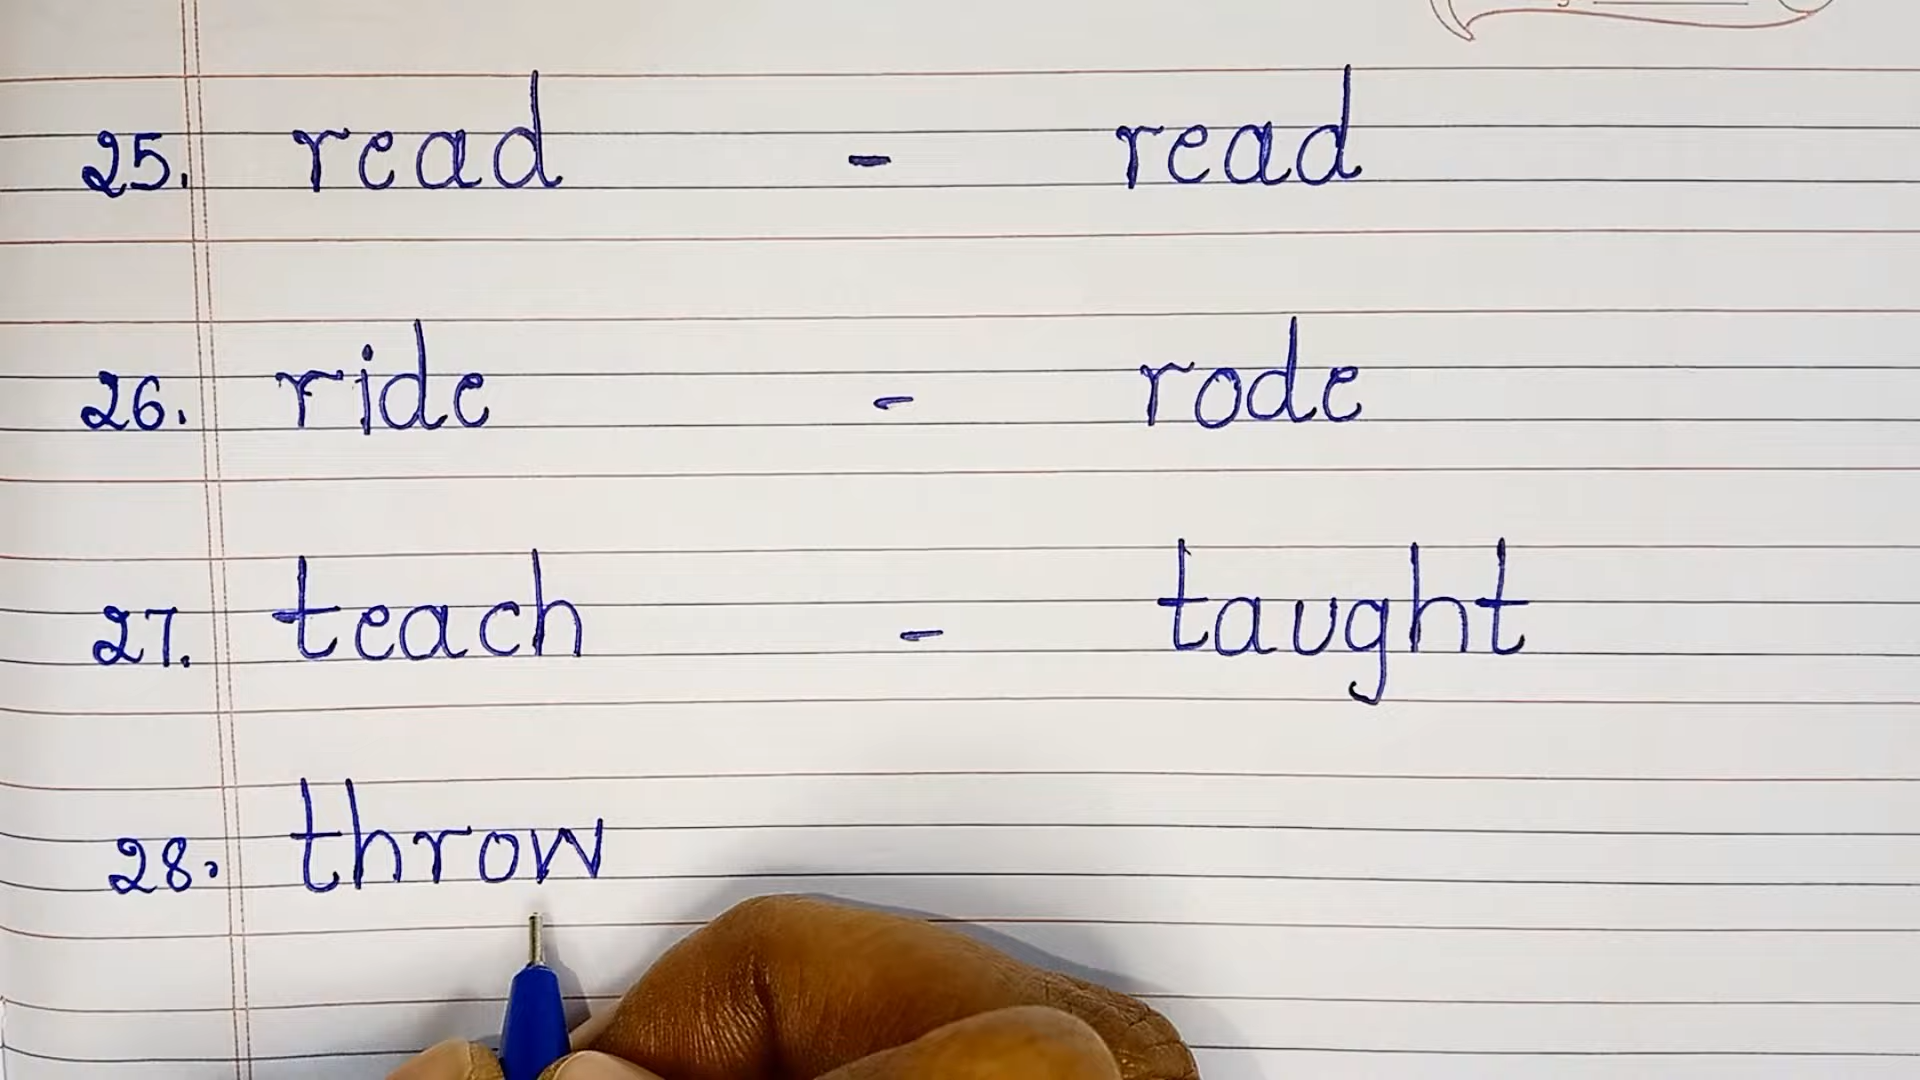 25. read - read
26. ride - rode
27. teach - taught
28. throw